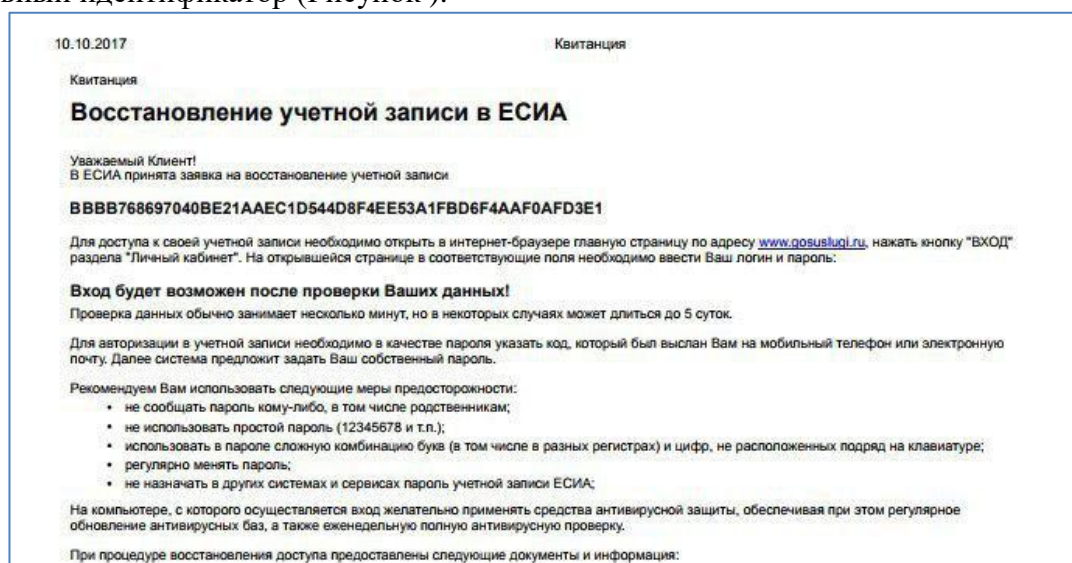 идентификатор (Рисунок ).
10.10.2017 Квитанция
Квитанция
Восстановление учетной записи в ЕСИА
Уважаемый Клиент!
В ЕСИА принята заявка на восстановление учетной записи
BBBB768697040BE21AAEC1D544D8F4EE53A1FBD6F4AAF0AFD3E1
Для доступа к своей учетной записи необходимо открыть в интернет-браузере главную страницу по адресу www.gosuslugi.ru, нажать кнопку "ВХОД"
раздела "Личный кабинет". На открывшейся странице в соответствующие поля необходимо ввести Ваш логин и пароль:
Вход будет возможен после проверки Ваших данных!
Проверка данных обычно занимает несколько минут, но в некоторых случаях может длиться до 5 суток.
Для авторизации в учетной записи необходимо в качестве пароля указать код, который был выслан Вам на мобильный телефон или электронную
почту. Далее система предложит задать Ваш собственный пароль.
Рекомендуем Вам использовать следующие меры предосторожности:
• не сообщать пароль кому-либо, в том числе родственникам;
• не использовать простой пароль (12345678 и т.п.);
• использовать в пароле сложную комбинацию букв (в том числе в разных регистрах) и цифр, не расположенных подряд на клавиатуре;
• регулярно менять пароль;
• не назначать в других системах и сервисах пароль учетной записи ЕСИА;
На компьютере, с которого осуществляется вход желательно применять средства антивирусной защиты, обеспечивая при этом регулярное
обновление антивирусных баз, а также еженедельную полную антивирусную проверку.
При процедуре восстановления доступа предоставлены следующие документы и информация: